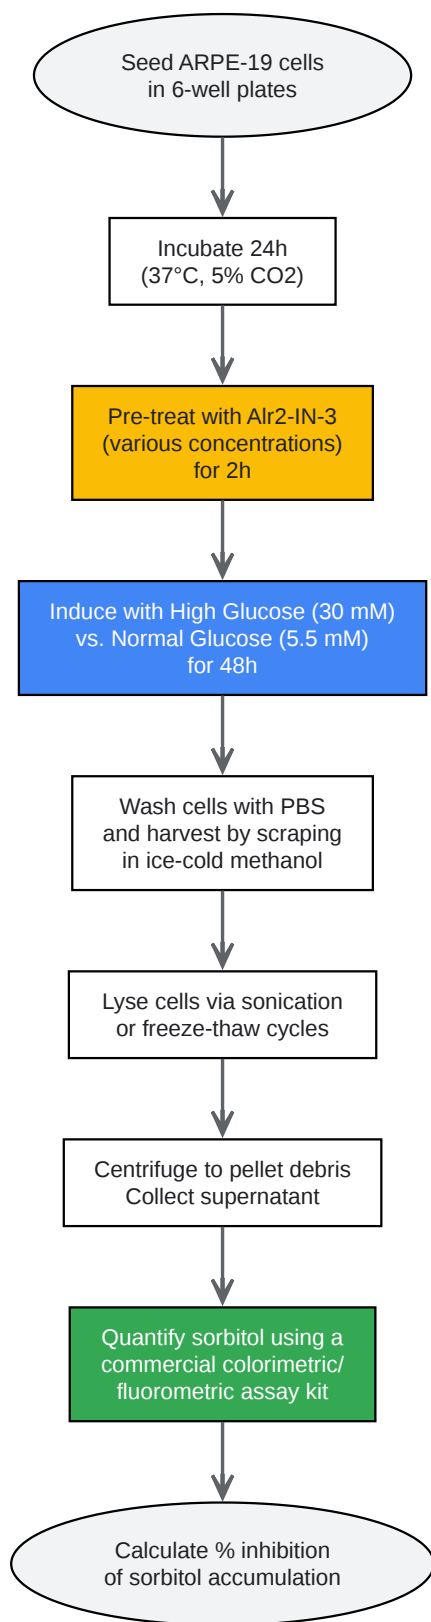 Seed ARPE-19 cells
in 6-well plates
Incubate 24h
(37°C, 5% CO2)
Pre-treat with Alr2-IN-3
(various concentrations)
for 2h
Induce with High Glucose (30 mM)
vs. Normal Glucose (5.5 mM)
for 48h
Wash cells with PBS
and harvest by scraping
in ice-cold methanol
Lyse cells via sonication
or freeze-thaw cycles
Centrifuge to pellet debris
Collect supernatant
Quantify sorbitol using a
commercial colorimetric/
fluorometric assay kit
Calculate % inhibition
of sorbitol accumulation